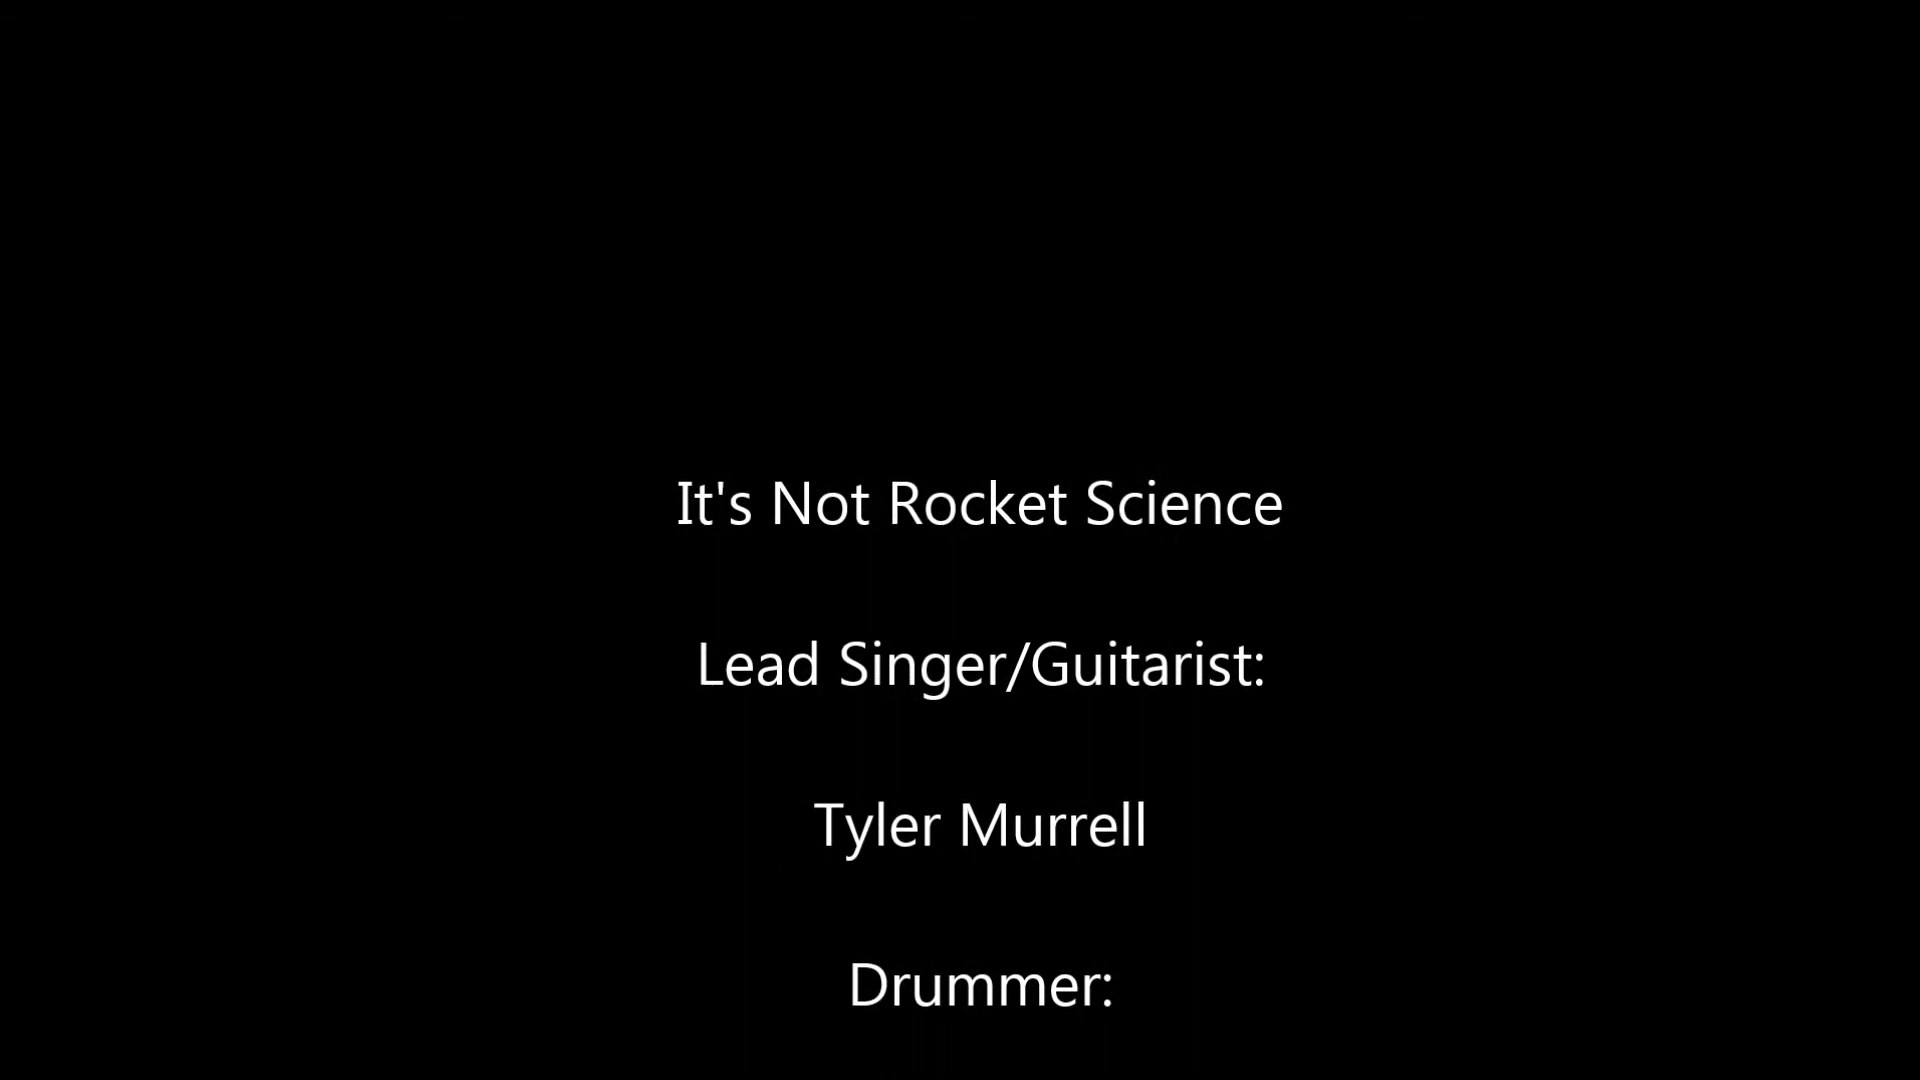 It's Not Rocket Science
Lead Singer/Guitarist:
Tyler Murrell
Drummer: